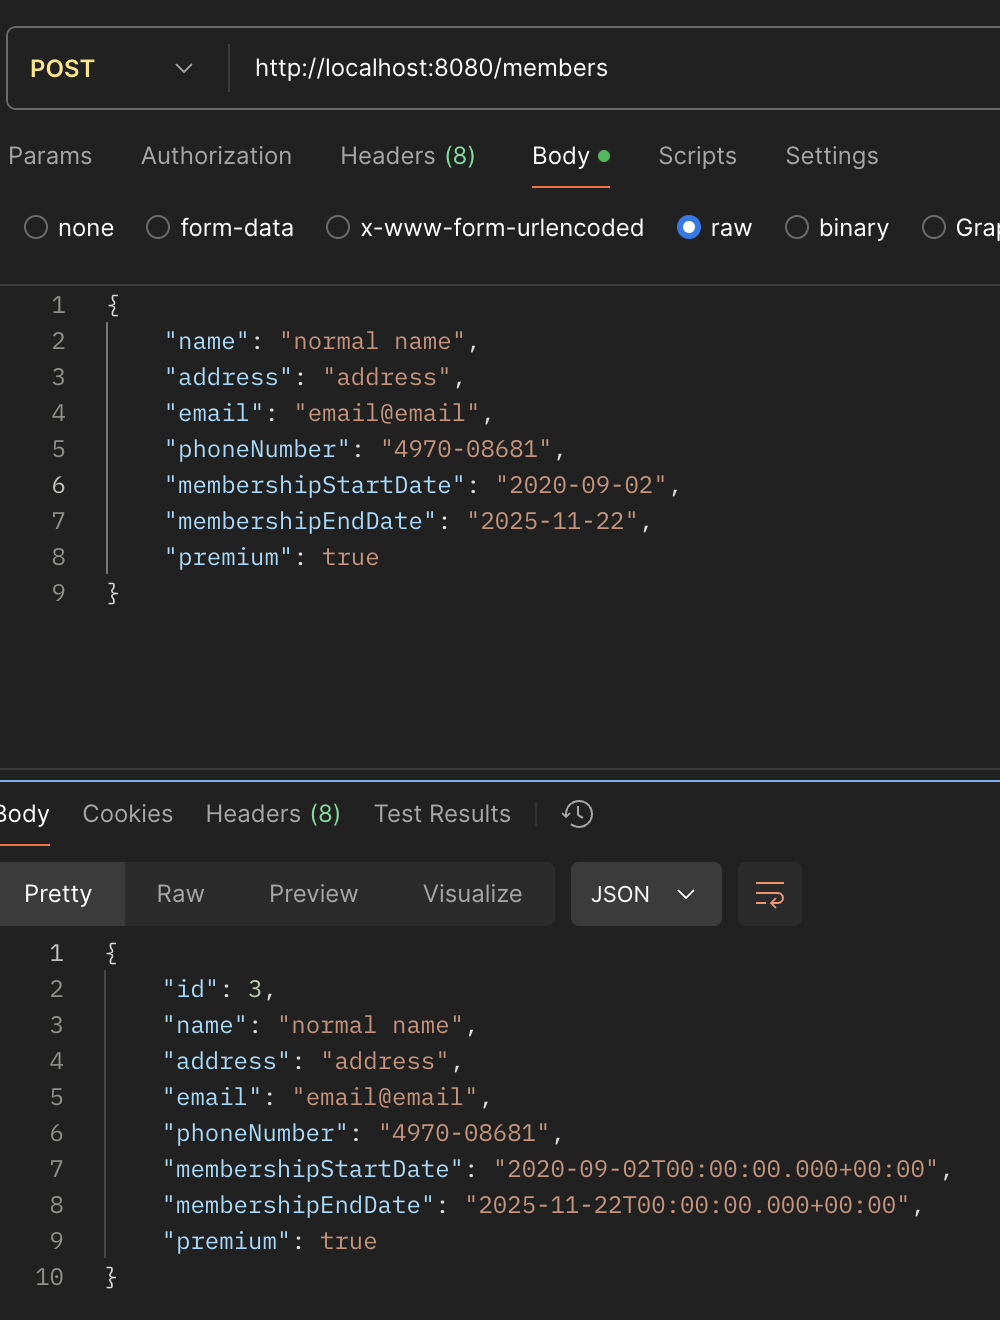 POST http://localhost:8080/members
Params Authorization Headers (8) Body Scripts Settings
none form-data x-www-form-urlencoded raw binary Grap
1 {
2 "name": "normal name",
3 "address": "address",
4 "email": "email@email",
5 "phoneNumber": "4970-08681",
6 "membershipStartDate": "2020-09-02",
7 "membershipEndDate": "2025-11-22",
8 "premium": true
9 }
Body Cookies Headers (8) Test Results
Pretty Raw Preview Visualize JSON
1 {
2 "id": 3,
3 "name": "normal name",
4 "address": "address",
5 "email": "email@email",
6 "phoneNumber": "4970-08681",
7 "membershipStartDate": "2020-09-02T00:00:00.000+00:00",
8 "membershipEndDate": "2025-11-22T00:00:00.000+00:00",
9 "premium": true
10 }